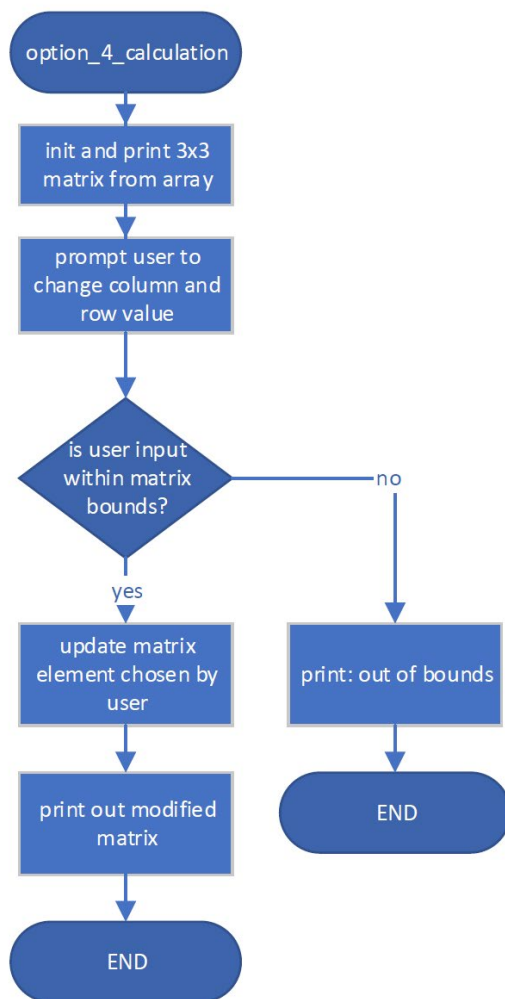 option_4_calculation
init and print 3x3
matrix from array
prompt user to
change column and
row value
is user input
within matrix
bounds?
no
yes
update matrix
element chosen by
user
print: out of bounds
print out modified
matrix
END
END